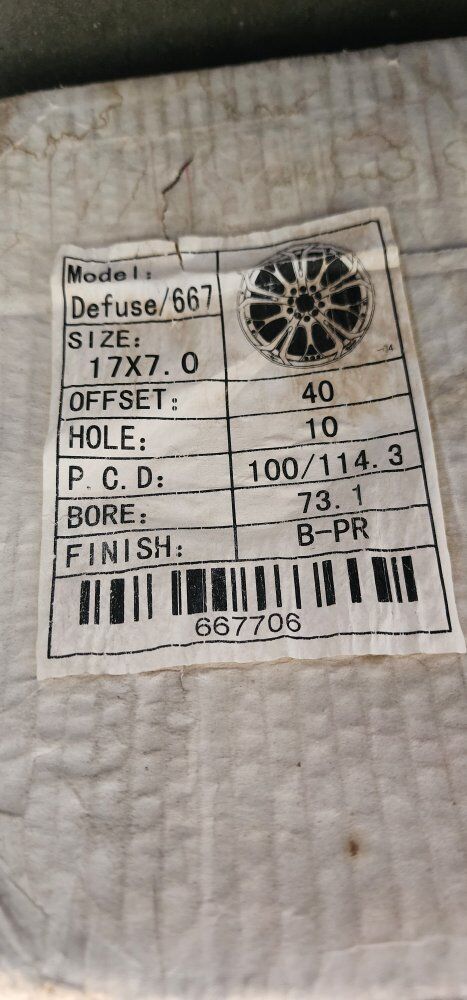 Model:
Defuse/667
SIZE:
17X7.0
OFFSET: 40
HOLE: 10
P.C.D: 100/114.3
BORE: 73.1
FINISH: B-PR
667706